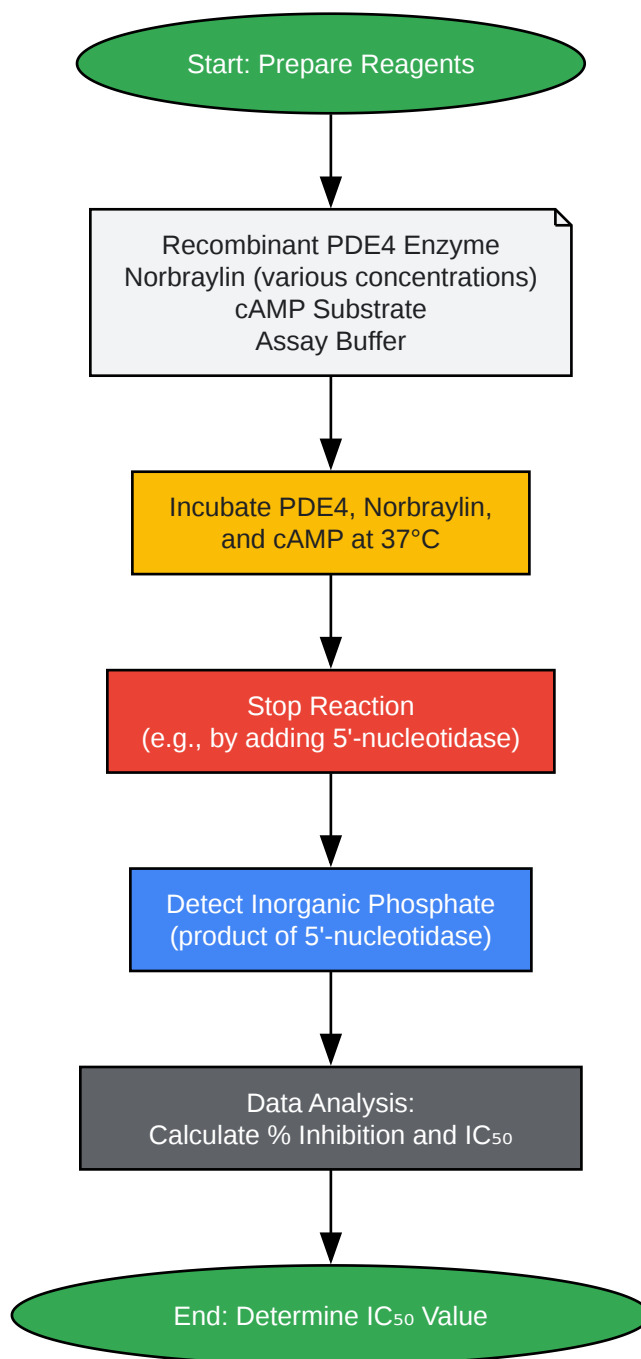 Start: Prepare Reagents
Recombinant PDE4 Enzyme
Norbraylin (various concentrations)
cAMP Substrate
Assay Buffer
Incubate PDE4, Norbraylin,
and cAMP at 37°C
Stop Reaction
(e.g., by adding 5'-nucleotidase)
Detect Inorganic Phosphate
(product of 5'-nucleotidase)
Data Analysis:
Calculate % Inhibition and IC₅₀
End: Determine IC₅₀ Value